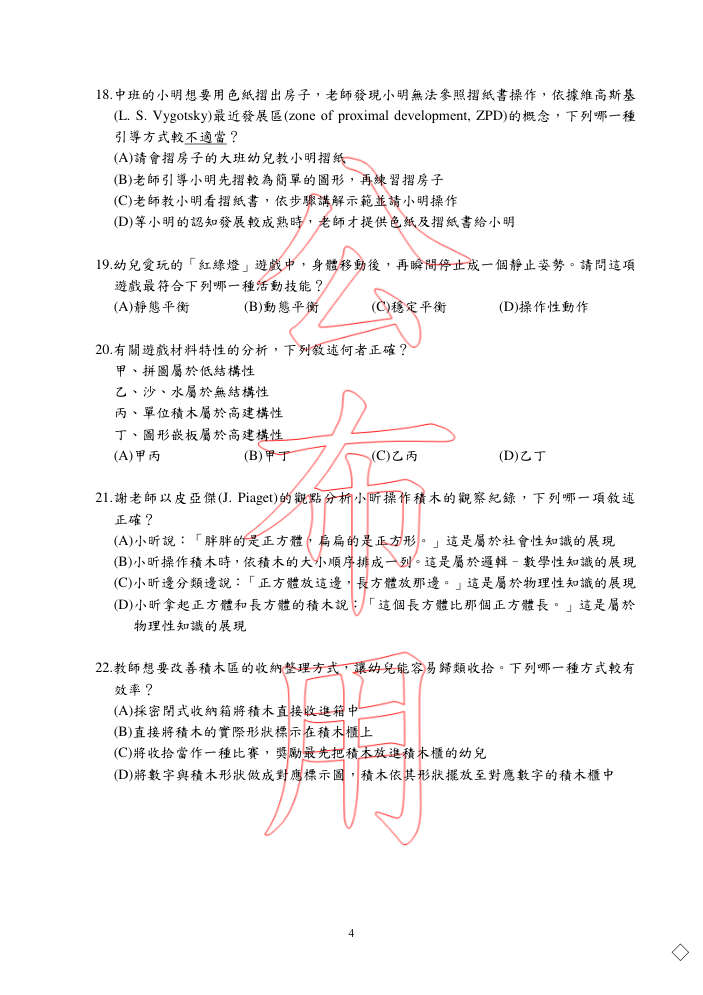 18.中班的小明想要用色紙摺出房子，老師發現小明無法參照摺紙書操作，依據維高斯基
(L. S. Vygotsky)最近發展區(zone of proximal development, ZPD)的概念，下列哪一種
引導方式較不適當？
(A)請會摺房子的大班幼兒教小明摺紙
(B)老師引導小明先摺較為簡單的圖形，再練習摺房子
(C)老師教小明看摺紙書，依步驟講解示範並請小明操作
(D)等小明的認知發展較成熟時，老師才提供色紙及摺紙書給小明
19.幼兒愛玩的「紅綠燈」遊戲中，身體移動後，再瞬間停止成一個靜止姿勢。請問這項
遊戲最符合下列哪一種活動技能？
(A)靜態平衡 (B)動態平衡 (C)穩定平衡 (D)操作性動作
20.有關遊戲材料特性的分析，下列敘述何者正確？
甲、拼圖屬於低結構性
乙、沙、水屬於無結構性
丙、單位積木屬於高建構性
丁、圖形嵌板屬於高建構性
(A)甲丙 (B)甲丁 (C)乙丙 (D)乙丁
21.謝老師以皮亞傑(J. Piaget)的觀點分析小昕操作積木的觀察紀錄，下列哪一項敘述
正確？
(A)小昕說：「胖胖的是正方體，扁扁的是正方形。」這是屬於社會性知識的展現
(B)小昕操作積木時，依積木的大小順序排成一列。這是屬於邏輯–數學性知識的展現
(C)小昕邊分類邊說：「正方體放這邊，長方體放那邊。」這是屬於物理性知識的展現
(D)小昕拿起正方體和長方體的積木說：「這個長方體比那個正方體長。」這是屬於
物理性知識的展現
22.教師想要改善積木區的收納整理方式，讓幼兒能容易歸類收拾。下列哪一種方式較有
效率？
(A)採密閉式收納箱將積木直接收進箱中
(B)直接將積木的實際形狀標示在積木櫃上
(C)將收拾當作一種比賽，獎勵最先把積木放進積木櫃的幼兒
(D)將數字與積木形狀做成對應標示圖，積木依其形狀擺放至對應數字的積木櫃中
公布用
4